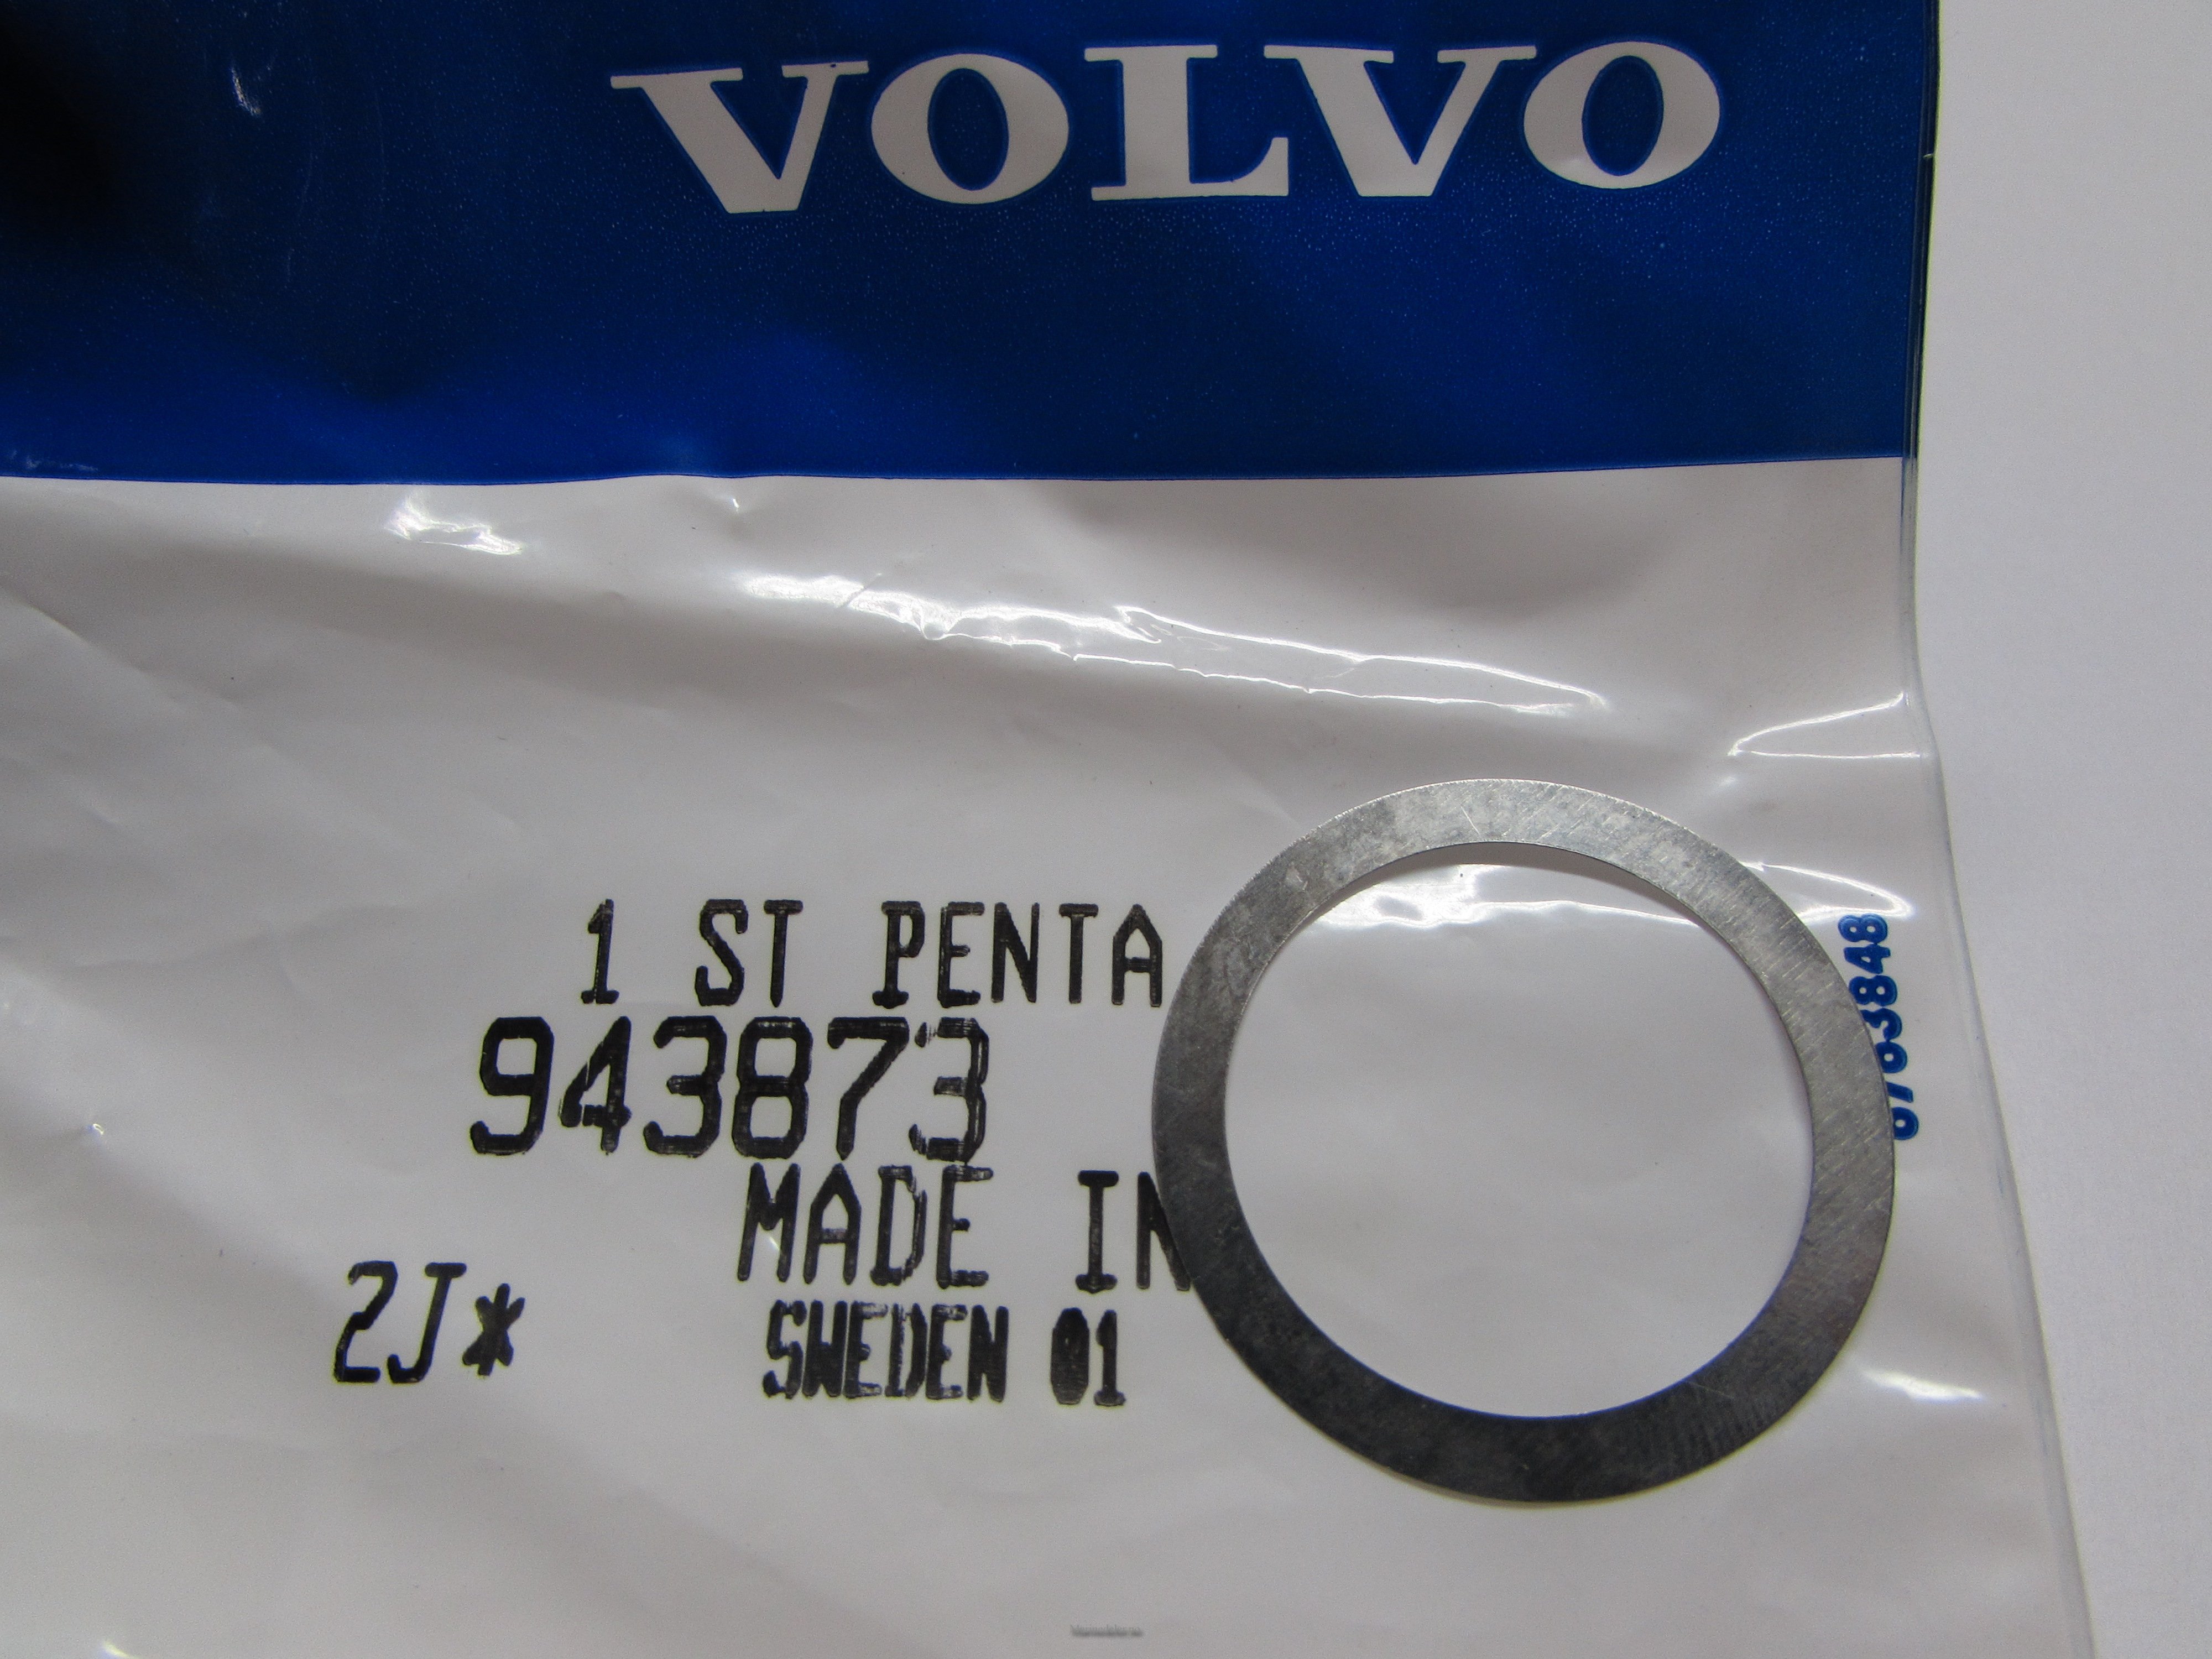 VOLVO
1 ST PENTA
943873
MADE IN
2J* SWEDEN 01